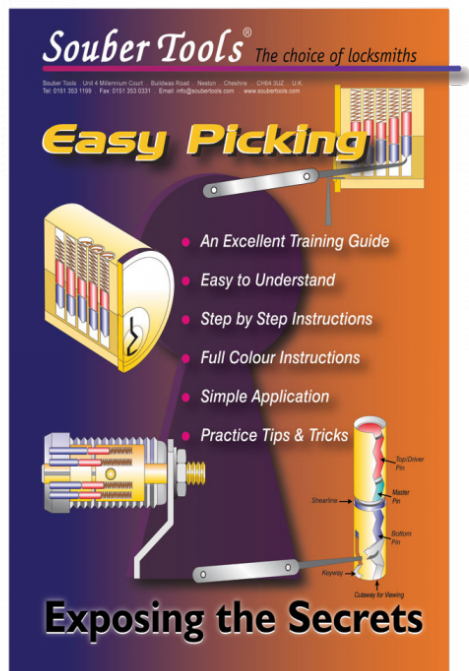 Souber Tools® The choice of locksmiths
Souber Tools . Unit 4 Millennium Court . Buildwas Road . Neston . Cheshire . CH64 3UZ . U.K.
Tel: 0151 353 1199 . Fax: 0151 353 0331 . Email: info@soubertools.com . www.soubertools.com
Easy Picking
An Excellent Training Guide
Easy to Understand
Step by Step Instructions
Full Colour Instructions
Simple Application
Practice Tips & Tricks
Top/Driver
Pin
Master
Pin
Shearline
Bottom
Pin
Keyway
Cutaway for Viewing
Exposing the Secrets